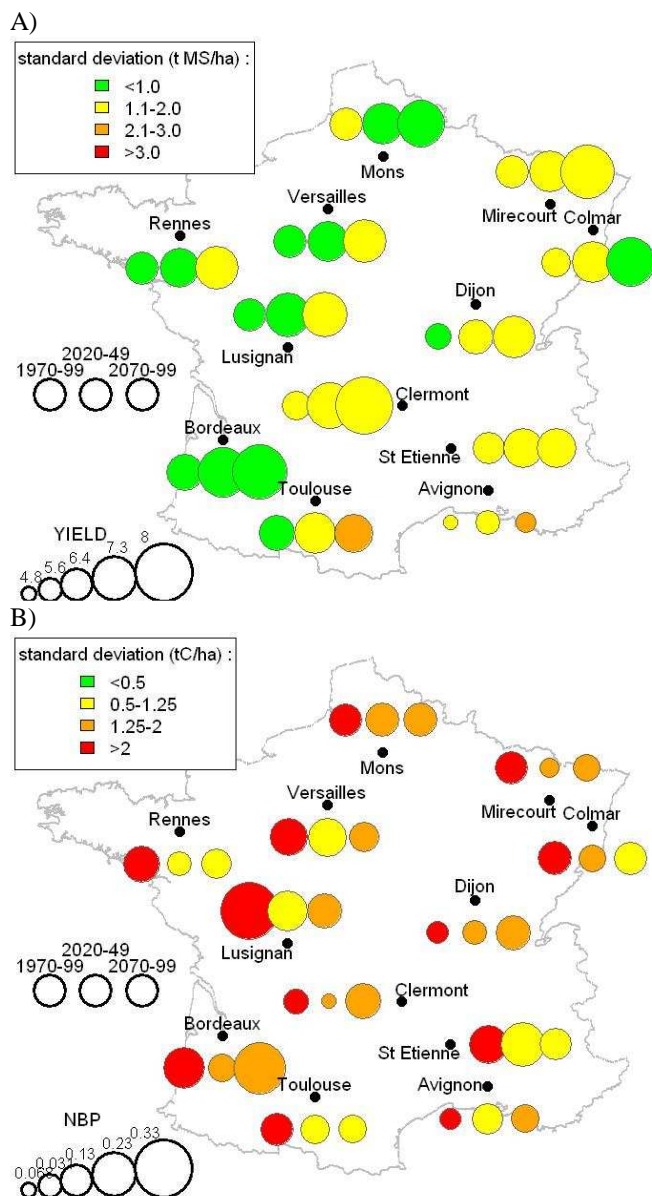 A)
standard deviation (t MS/ha) :
<1.0
1.1-2.0
2.1-3.0
>3.0
Mons
Versailles
Mirecourt
Colmar
Rennes
Dijon
Lusignan
2020-49
1970-99
2070-99
Clermont
Bordeaux
St Etienne
Toulouse
Avignon
YIELD
4.8
5.6
6.4
7.3
8
B)
standard deviation (tC/ha) :
<0.5
0.5-1.25
1.25-2
>2
Mons
Versailles
Mirecourt
Colmar
Rennes
Dijon
Lusignan
2020-49
1970-99
2070-99
Clermont
Bordeaux
St Etienne
Toulouse
Avignon
NBP
0.13
0.23
0.33